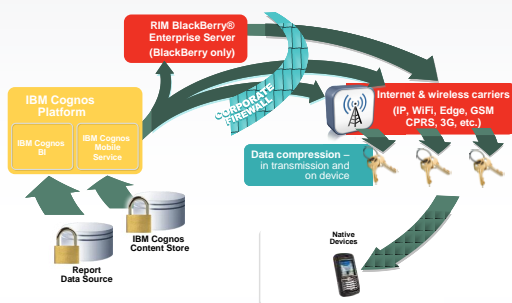 RIM BlackBerry®
Enterprise Server
(BlackBerry only)
IBM Cognos
Platform
IBM Cognos
BI
IBM Cognos
Mobile
Service
CORPORATE
FIREWALL
Internet & wireless carriers
(IP, WiFi, Edge, GSM
CPRS, 3G, etc.)
Data compression –
in transmission and
on device
IBM Cognos
Content Store
Report
Data Source
Native
Devices